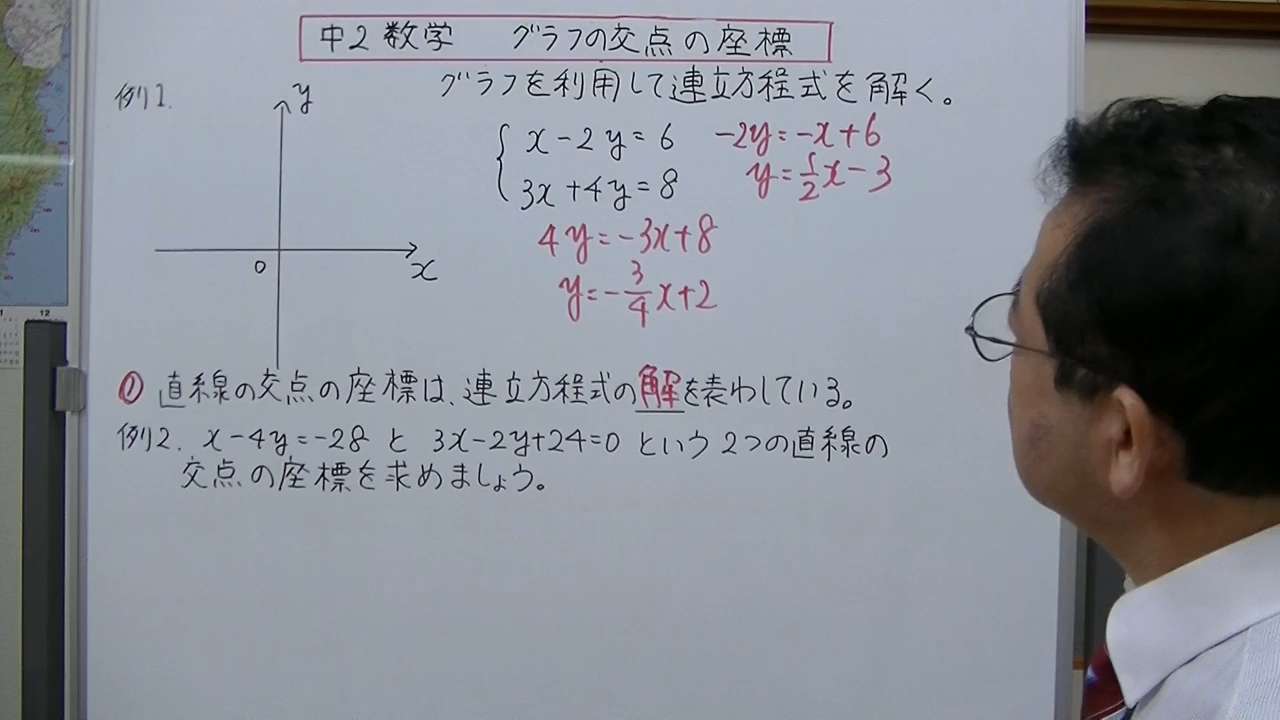 中2 数学 グラフの交点の座標
グラフを利用して連立方程式を解く。
例1.
y
x
0
x-2y=6
-2y=-x+6
y=1/2x-3
3x+4y=8
4y=-3x+8
y=-3/4x+2
① 直線の交点の座標は、連立方程式の解を表わしている。
例2. x-4y=-28 と 3x-2y+24=0 という2つの直線の
交点の座標を求めましょう。
12